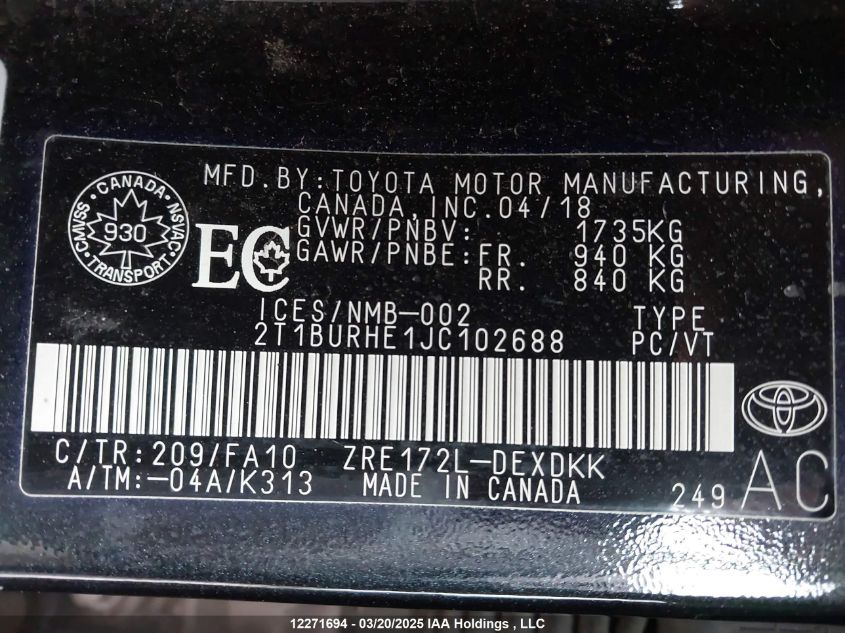 MFD.BY:TOYOTA MOTOR MANUFACTURING,
CANADA,INC.04/18
GVWR/PNBV: 1735KG
GAWR/PNBE:FR. 940 KG
RR. 840 KG
CANADA
CMVSS 930 NSVAC
TRANSPORT
EC
ICES/NMB-002 TYPE
2T1BURHE1JC102688 PC/VT
C/TR:209/FA10 ZRE172L-DEXDKK
A/TM:-04A/K313 MADE IN CANADA 249 AC
12271694 - 03/20/2025 IAA Holdings , LLC